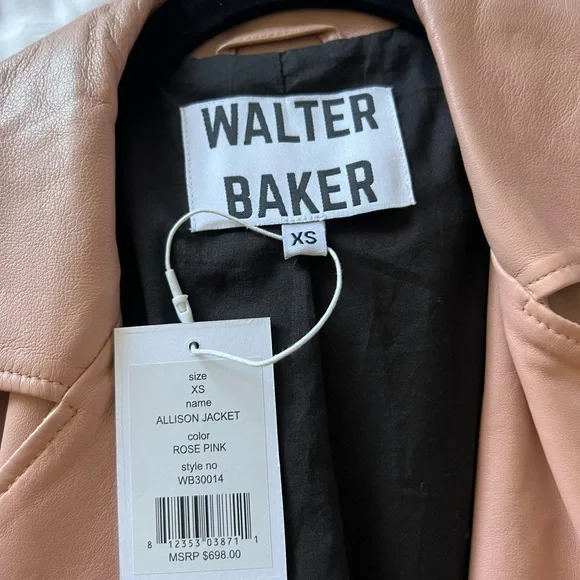 WALTER
BAKER
XS
size
XS
name
ALLISON JACKET
color
ROSE PINK
style no
WB30014
8 12353 03871 1
MSRP $698.00